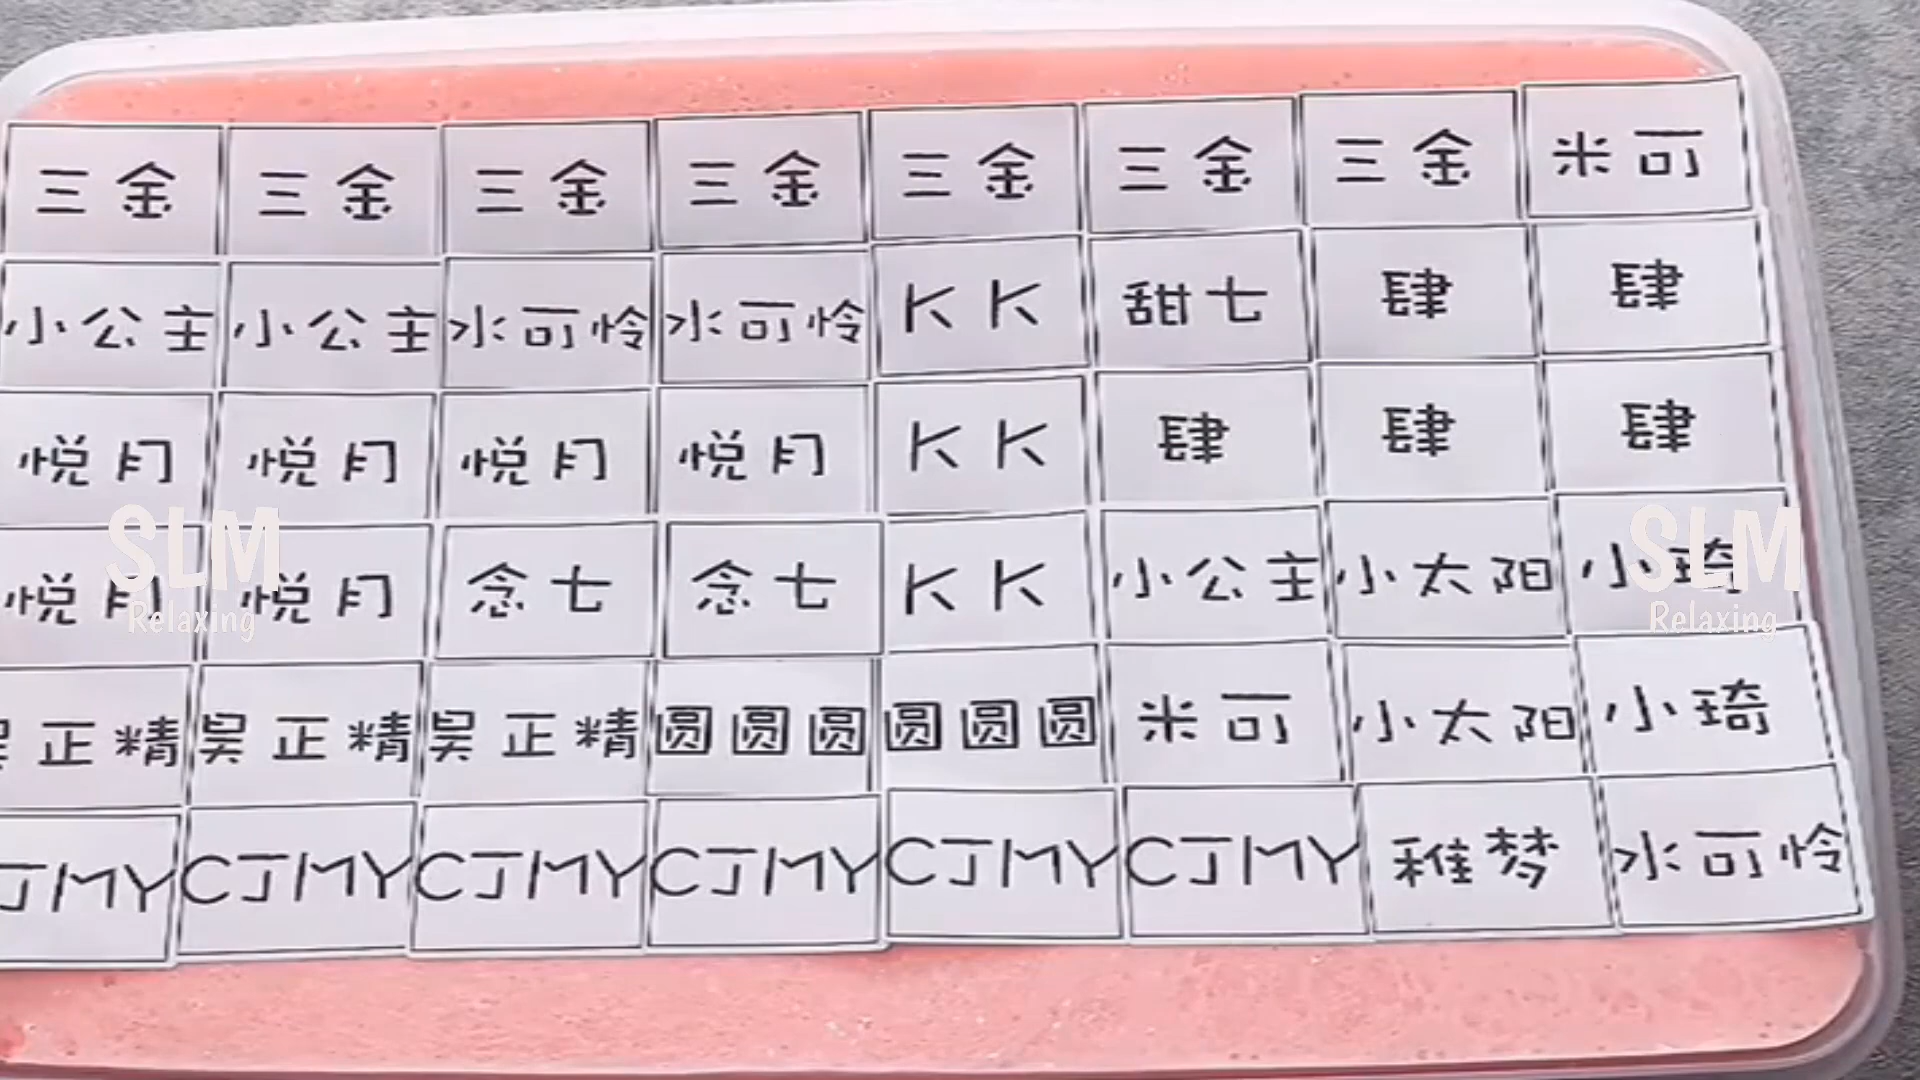 三金 三金 三金 三金 三金 三金 三金 米可
小公主 小公主 水可怜 水可怜 KK 甜七 肆 肆
悦月 悦月 悦月 悦月 KK 肆 肆 肆
悦月 悦月 念七 念七 KK 小公主 小太阳 小琦
吴正精 吴正精 吴正精 圆圆圆 圆圆圆 米可 小太阳 小琦
JMY CJMY CJMY CJMY CJMY CJMY 稚梦 水可怜
SLM
Relaxing
SLM
Relaxing